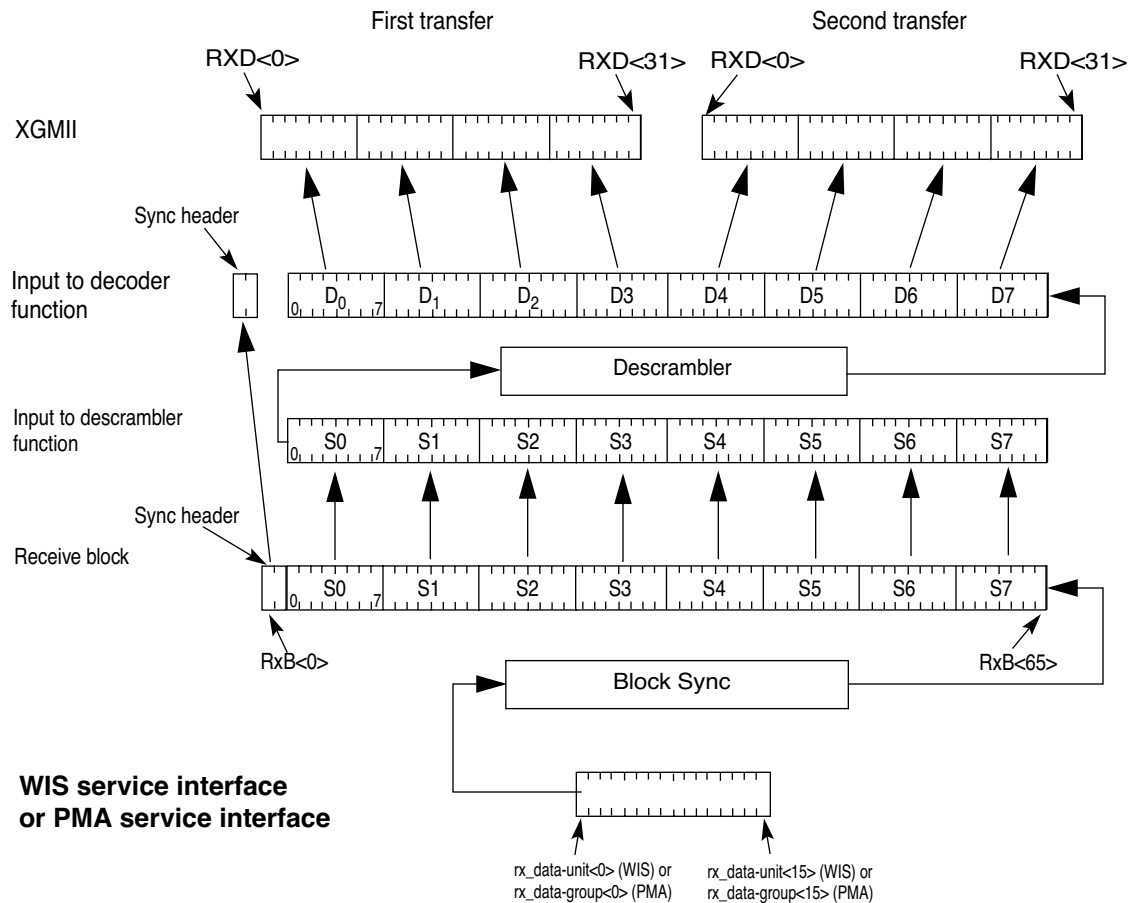 First transfer
Second transfer
RXD<0>
RXD<31>
RXD<0>
RXD<31>
XGMII
Sync header
Input to decoder
function
D0
D1
D2
D3
D4
D5
D6
D7
0
7
Descrambler
Input to descrambler
function
S0
S1
S2
S3
S4
S5
S6
S7
0
7
Sync header
Receive block
S0
S1
S2
S3
S4
S5
S6
S7
0
7
RxB<0>
RxB<65>
Block Sync
WIS service interface
or PMA service interface
rx_data-unit<0> (WIS) or
rx_data-group<0> (PMA)
rx_data-unit<15> (WIS) or
rx_data-group<15> (PMA)